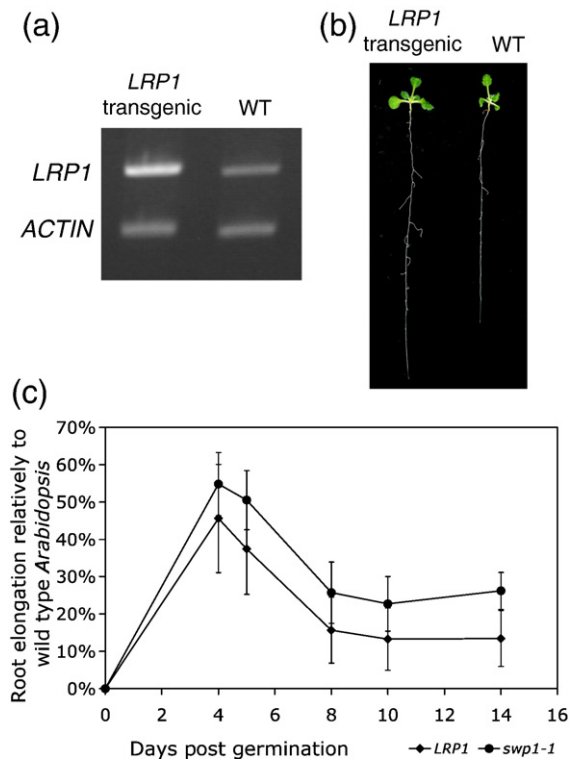 (a)
LRP1
transgenic
WT
LRP1
ACTIN
(b)
LRP1
transgenic
WT
(c)
70%
60%
50%
40%
30%
20%
10%
0%
Root elongation relatively to
wild type Arabidopsis
0 2 4 6 8 10 12 14 16
Days post germination
LRP1
swp1-1